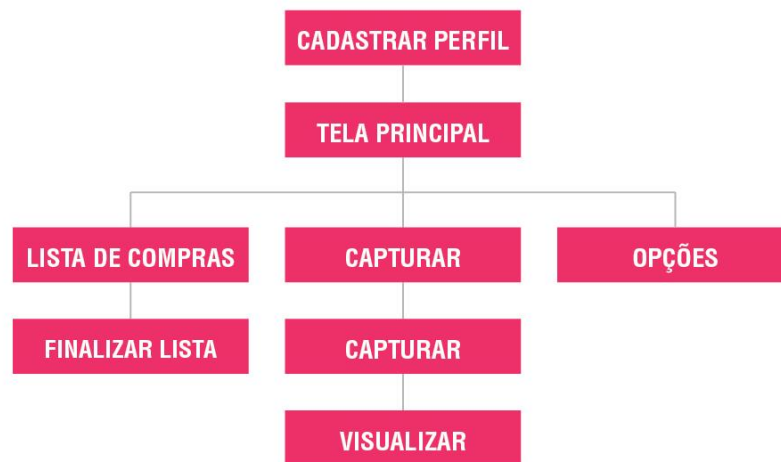 CADASTRAR PERFIL
TELA PRINCIPAL
LISTA DE COMPRAS
CAPTURAR
OPÇÕES
FINALIZAR LISTA
CAPTURAR
VISUALIZAR